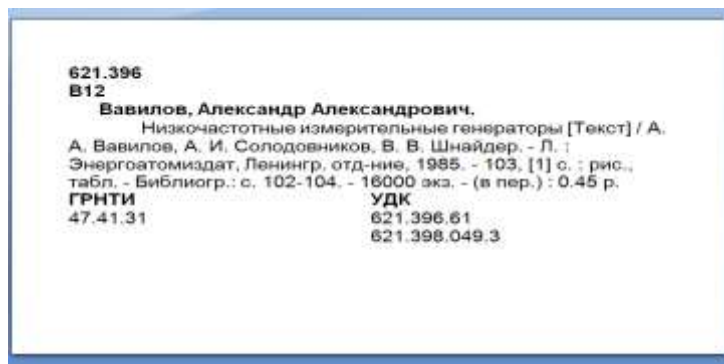 621.396
В12
Вавилов, Александр Александрович.
Низкочастотные измерительные генераторы [Текст] / А.
А. Вавилов, А. И. Солодовников, В. В. Шнайдер. - Л. :
Энергоатомиздат, Ленингр. отд-ние, 1985. - 103, [1] с. : рис.,
табл. - Библиогр.: с. 102-104. - 16000 экз. - (в пер.) : 0.45 р.
ГРНТИ УДК
47.41.31 621.396.61
621.398.049.3